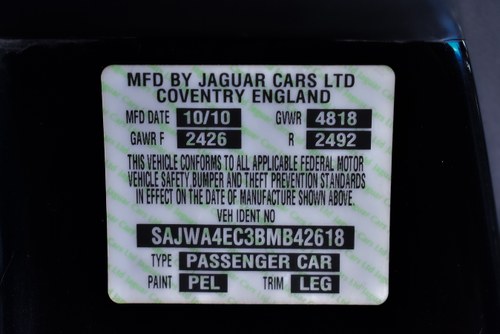 MFD BY JAGUAR CARS LTD
COVENTRY ENGLAND
MFD DATE 10/10 GVWR 4818
GAWR F 2426 R 2492
THIS VEHICLE CONFORMS TO ALL APPLICABLE FEDERAL MOTOR
VEHICLE SAFETY,BUMPER AND THEFT PREVENTION STANDARDS
IN EFFECT ON THE DATE OF MANUFACTURE SHOWN ABOVE.
VEH IDENT NO
SAJWA4EC3BMB42618
TYPE PASSENGER CAR
PAINT PEL TRIM LEG